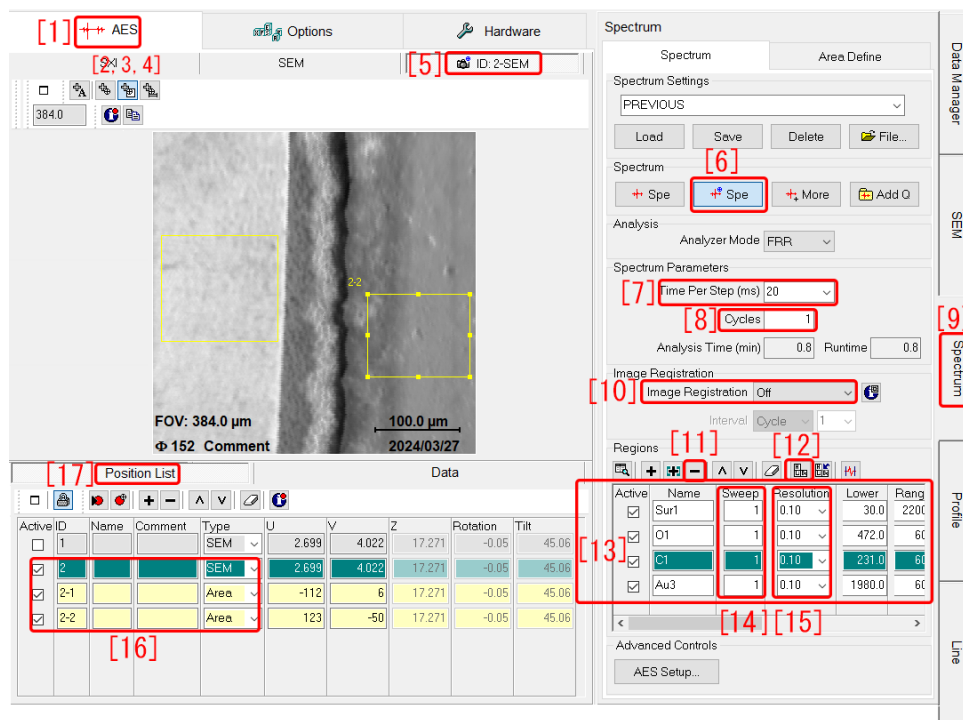 [1] AES
Options
Hardware
[2, 3, 4]
SEM
[5] ID: 2-SEM
384.0
2-2
FOV: 384.0 µm
100.0 µm
Φ 152 Comment
2024/03/27
[17] Position List
Data
Active ID Name Comment Type U V Z Rotation Tilt
1 SEM 2.699 4.022 17.271 -0.05 45.06
2 SEM 2.699 4.022 17.271 -0.05 45.06
2-1 Area -112 6 17.271 -0.05 45.06
2-2 Area 123 -50 17.271 -0.05 45.06
[16]
Spectrum
Spectrum Area Define
Spectrum Settings
PREVIOUS
Load Save Delete File...
[6]
Spectrum
Spe Spe More Add Q
Analysis
Analyzer Mode FRR
Spectrum Parameters
[7] Time Per Step (ms) 20
[8] Cycles 1
Analysis Time (min) 0.8 Runtime 0.8
Image Registration
[10] Image Registration Off
Interval Cycle 1
Regions [11] [12]
Active Name Sweep Resolution Lower Rang
Sur1 1 0.10 30.0 2200
O1 1 0.10 472.0 60
[13]
C1 1 0.10 231.0 60
Au3 1 0.10 1980.0 60
[14] [15]
Advanced Controls
AES Setup...
Data Manager
SEM
[9]
Spectrum
Profile
Line